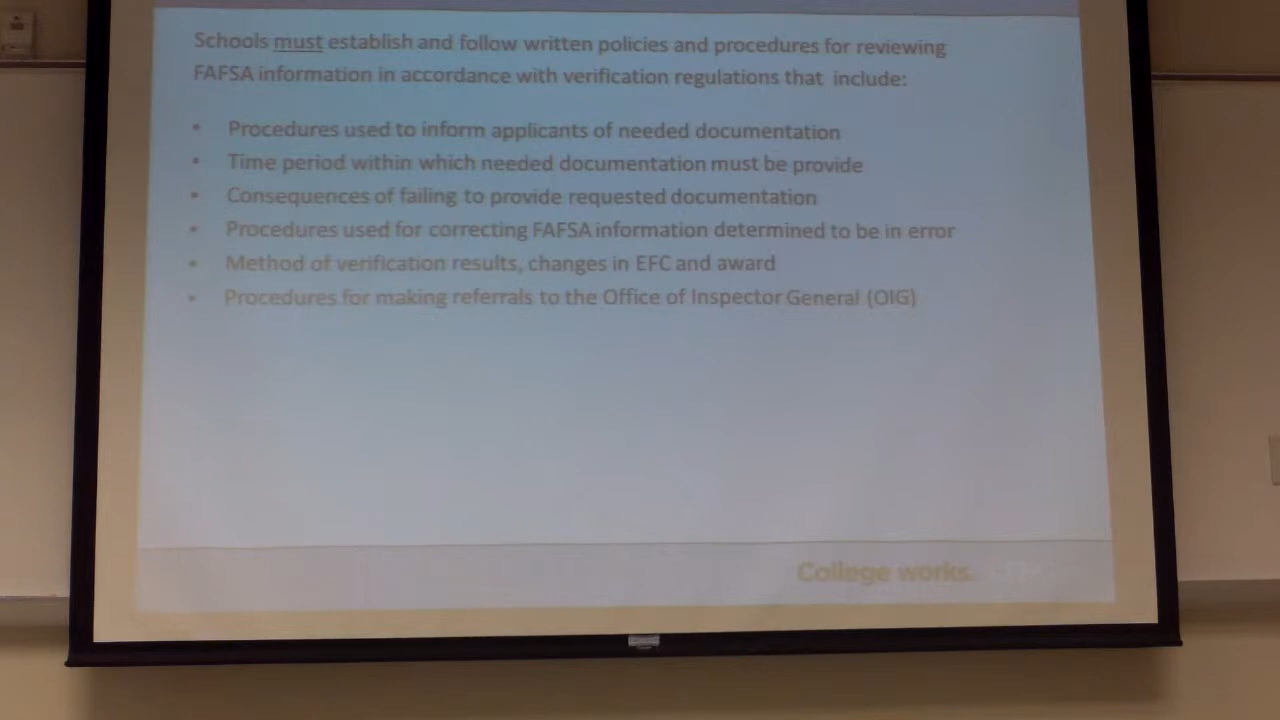 Schools must establish and follow written policies and procedures for reviewing
FAFSA information in accordance with verification regulations that include:
• Procedures used to inform applicants of needed documentation
• Time period within which needed documentation must be provide
• Consequences of failing to provide requested documentation
• Procedures used for correcting FAFSA information determined to be in error
• Method of verification results, changes in EFC and award
• Procedures for making referrals to the Office of Inspector General (OIG)
College works.